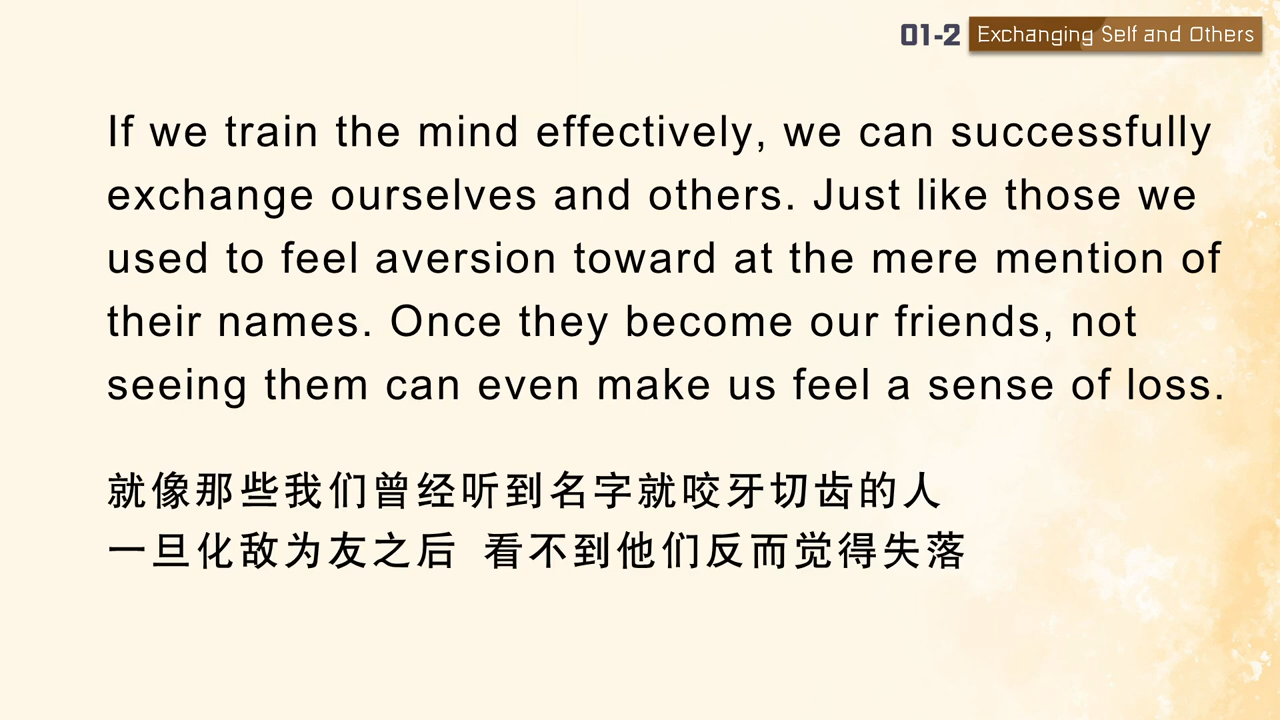 01-2 Exchanging Self and Others
If we train the mind effectively, we can successfully
exchange ourselves and others. Just like those we
used to feel aversion toward at the mere mention of
their names. Once they become our friends, not
seeing them can even make us feel a sense of loss.
就像那些我们曾经听到名字就咬牙切齿的人
一旦化敌为友之后 看不到他们反而觉得失落